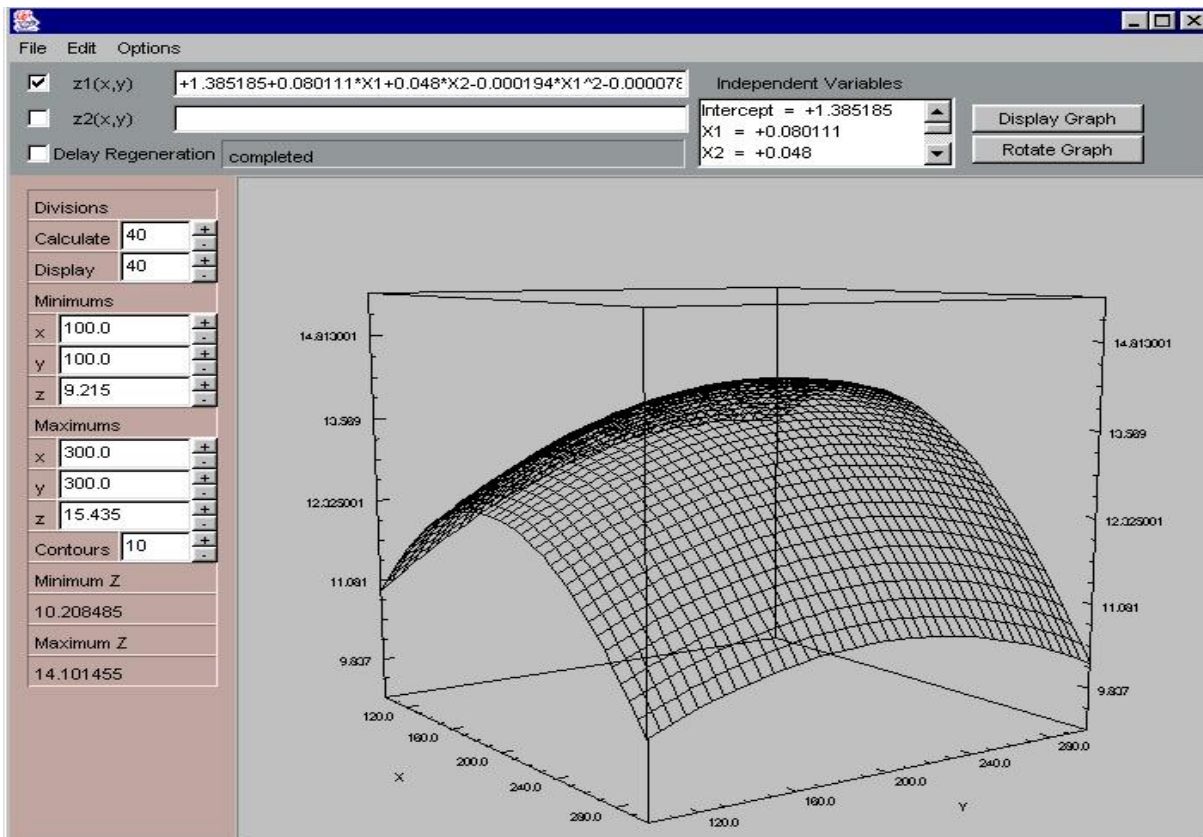 File Edit Options
z1(x,y) +1.385185+0.080111*X1+0.048*X2-0.000194*X1^2-0.000078
z2(x,y)
Delay Regeneration completed
Independent Variables
Intercept = +1.385185
X1 = +0.080111
X2 = +0.048
Display Graph
Rotate Graph
Divisions
Calculate 40 + -
Display 40 + -
Minimums
x 100.0 + -
y 100.0 + -
z 9.215 + -
Maximums
x 300.0 + -
y 300.0 + -
z 15.435 + -
Contours 10 + -
Minimum Z
10.208485
Maximum Z
14.101455
14.813001
13.569
12.325001
11.081
9.837
14.813001
13.569
12.325001
11.081
9.837
120.0
160.0
200.0
240.0
280.0
X
120.0
160.0
200.0
240.0
280.0
Y